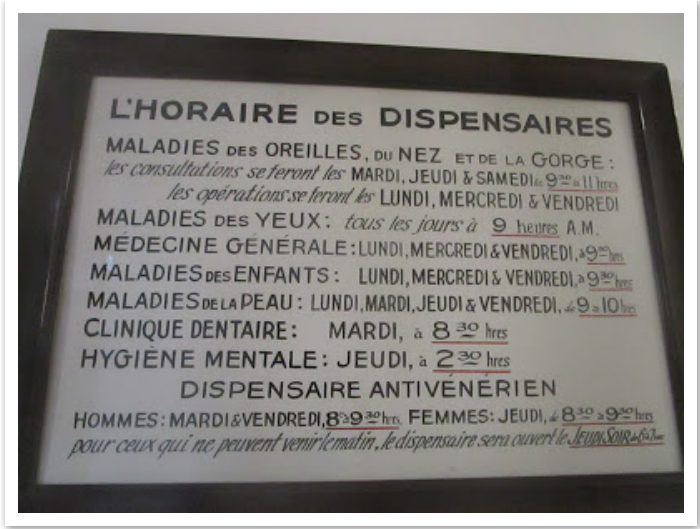 L'HORAIRE DES DISPENSAIRES
MALADIES DES OREILLES, DU NEZ ET DE LA GORGE:
les consultations se feront les MARDI, JEUDI & SAMEDI de 9 30 à 11 hres
les opérations se feront les LUNDI, MERCREDI & VENDREDI
MALADIES DES YEUX: tous les jours à 9 heures A.M.
MÉDECINE GÉNÉRALE: LUNDI, MERCREDI & VENDREDI, à 9 30 hres
MALADIES DES ENFANTS: LUNDI, MERCREDI & VENDREDI, à 9 30 hres
MALADIES DE LA PEAU: LUNDI, MARDI, JEUDI & VENDREDI, de 9 à 10 hres
CLINIQUE DENTAIRE: MARDI, à 8 30 hres
HYGIÈNE MENTALE: JEUDI, à 2 30 hres
DISPENSAIRE ANTIVÉNÉRIEN
HOMMES: MARDI & VENDREDI, 8 à 9 30 hres, FEMMES: JEUDI, de 8 30 à 9 30 hres
pour ceux qui ne peuvent venir le matin, le dispensaire sera ouvert le JEUDI SOIR de 6 à 7